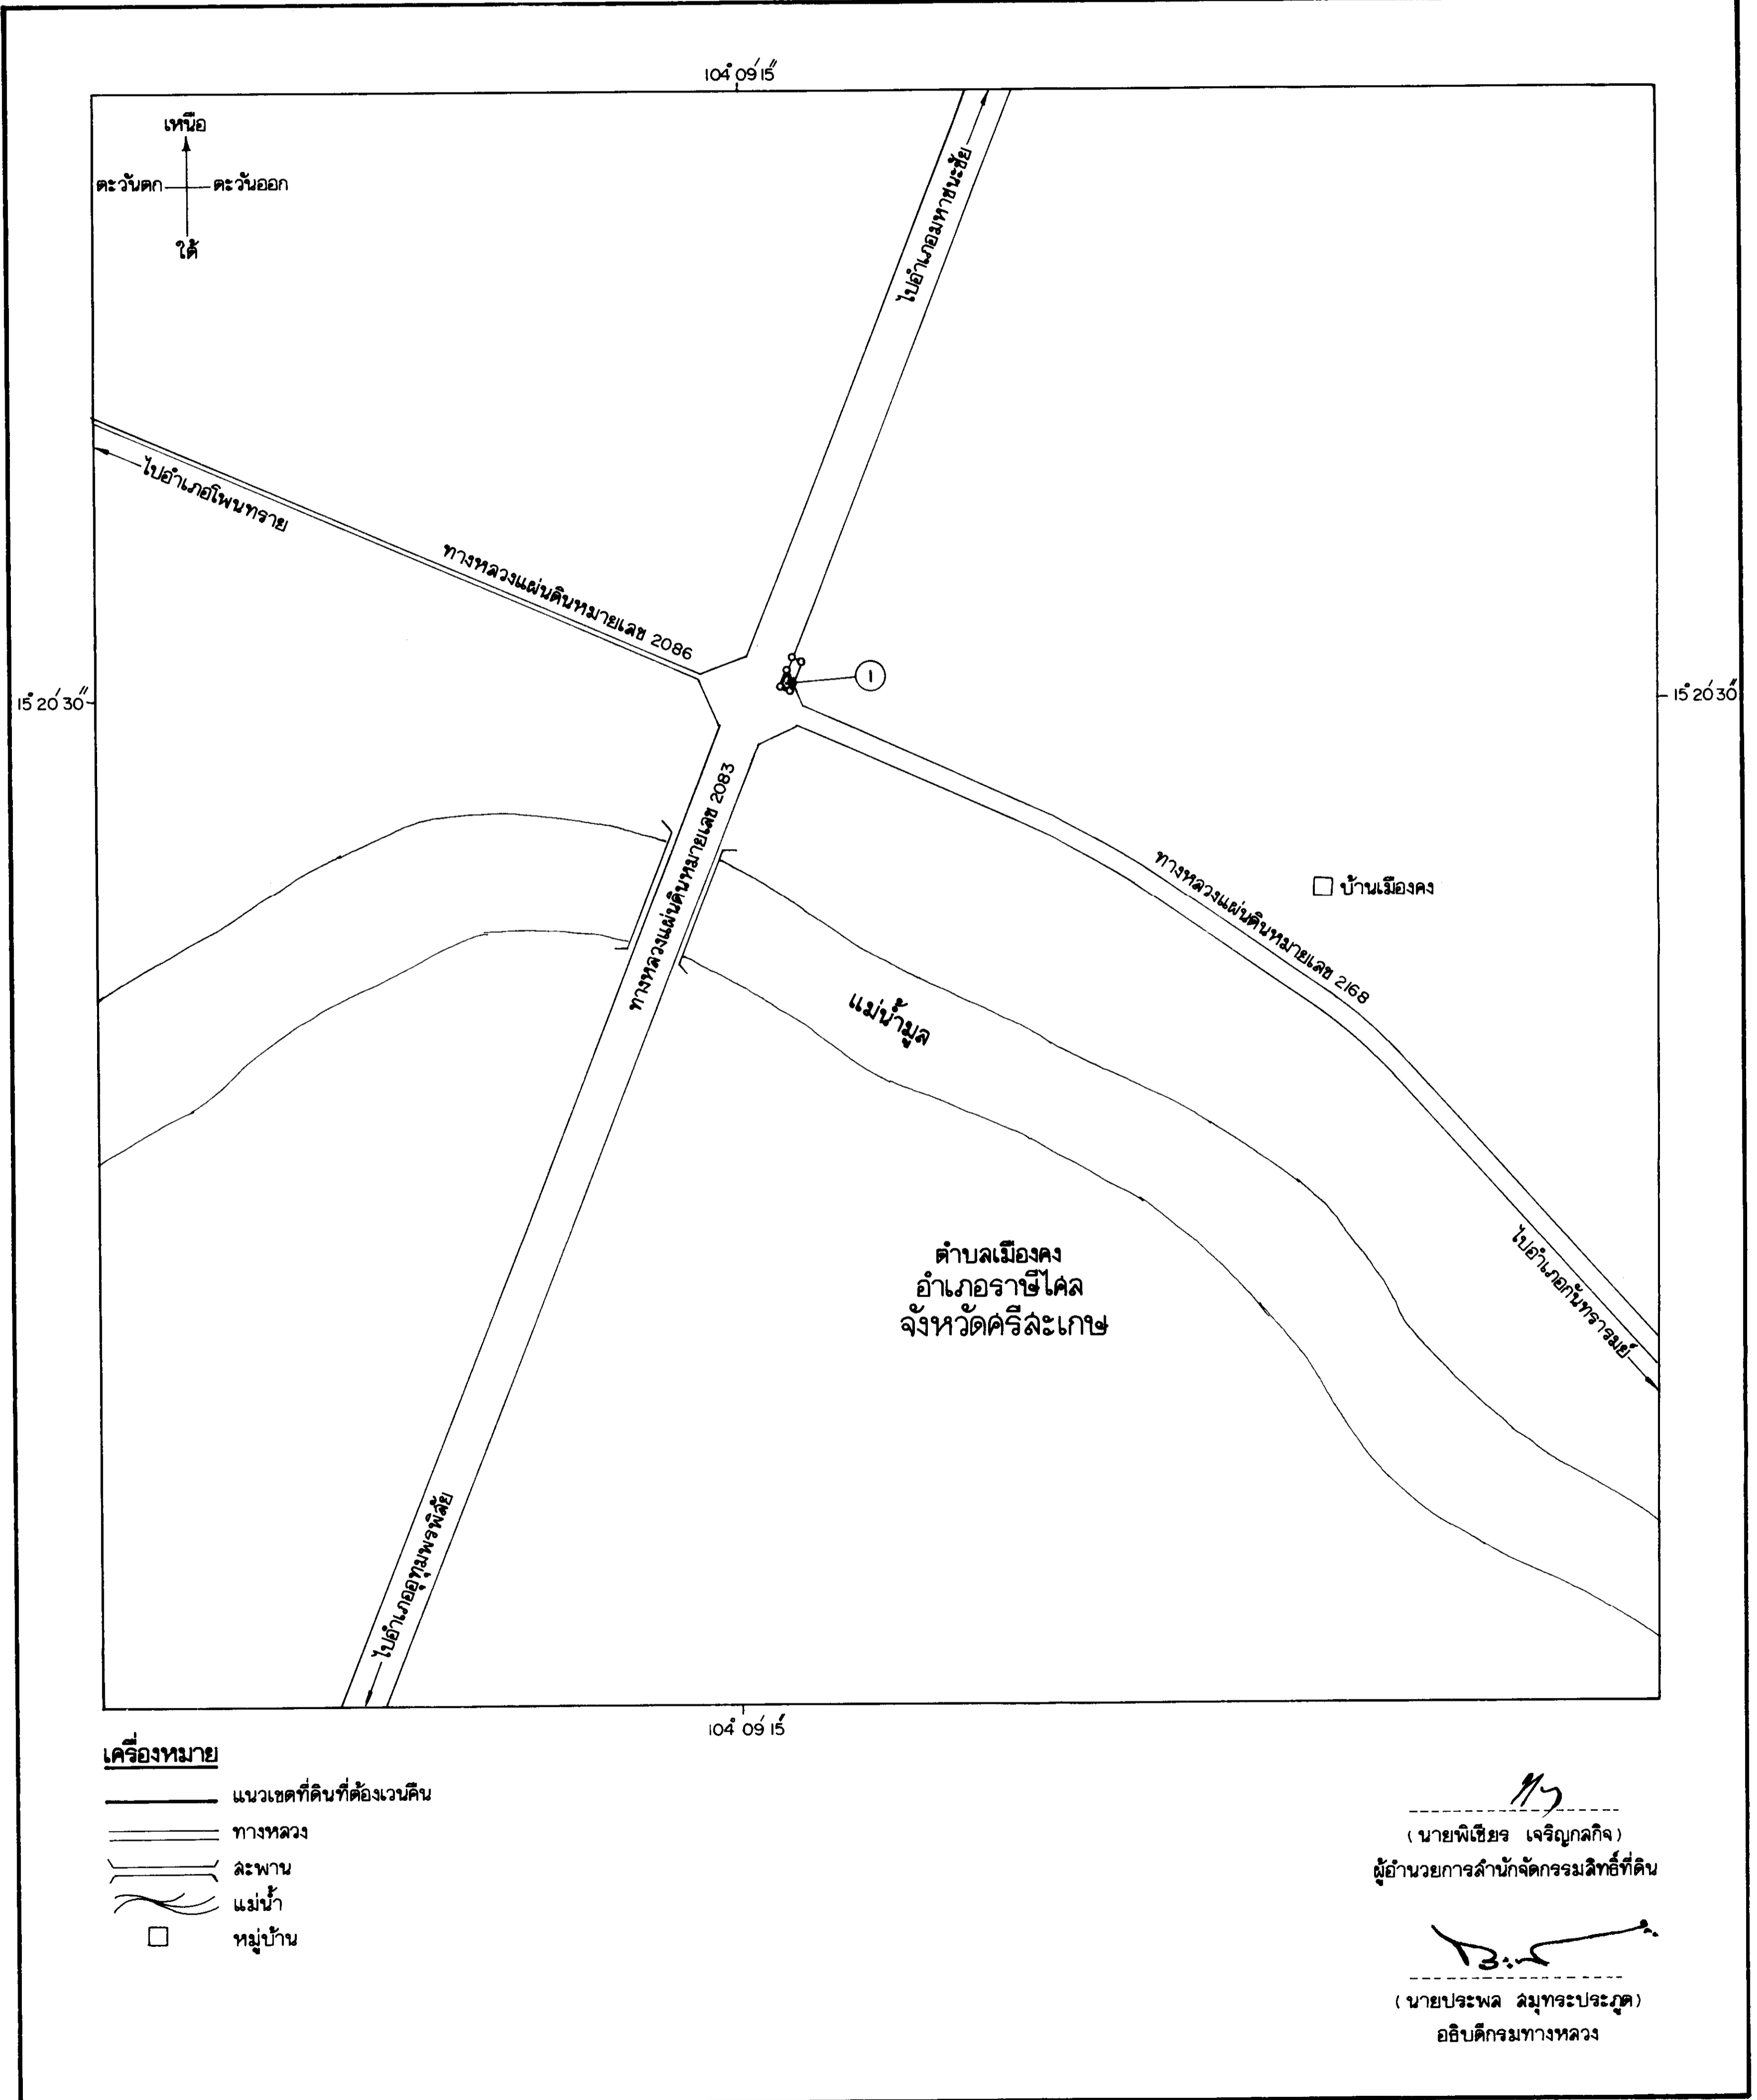 104° 09′ 15″
เหนือ
ตะวันตก ตะวันออก
ใต้
ไปอำเภอมหาชนะชัย
ไปอำเภอโพนทราย
ทางหลวงแผ่นดินหมายเลข 2086
1
15° 20′ 30″
15° 20′ 30″
ทางหลวงแผ่นดินหมายเลข 2083
ทางหลวงแผ่นดินหมายเลข 2168
บ้านเมืองคง
แม่น้ำมูล
ไปอำเภอกันทรารมย์
ตำบลเมืองคง
อำเภอราษีไศล
จังหวัดศรีสะเกษ
ไปอำเภออุทุมพรพิสัย
104° 09′ 15″
เครื่องหมาย
แนวเขตที่ดินที่ต้องเวนคืน
ทางหลวง
สะพาน
แม่น้ำ
หมู่บ้าน
(นายพิเชียร เจริญกลกิจ)
ผู้อำนวยการสำนักจัดกรรมสิทธิ์ที่ดิน
(นายประพล สมุทระประภูต)
อธิบดีกรมทางหลวง